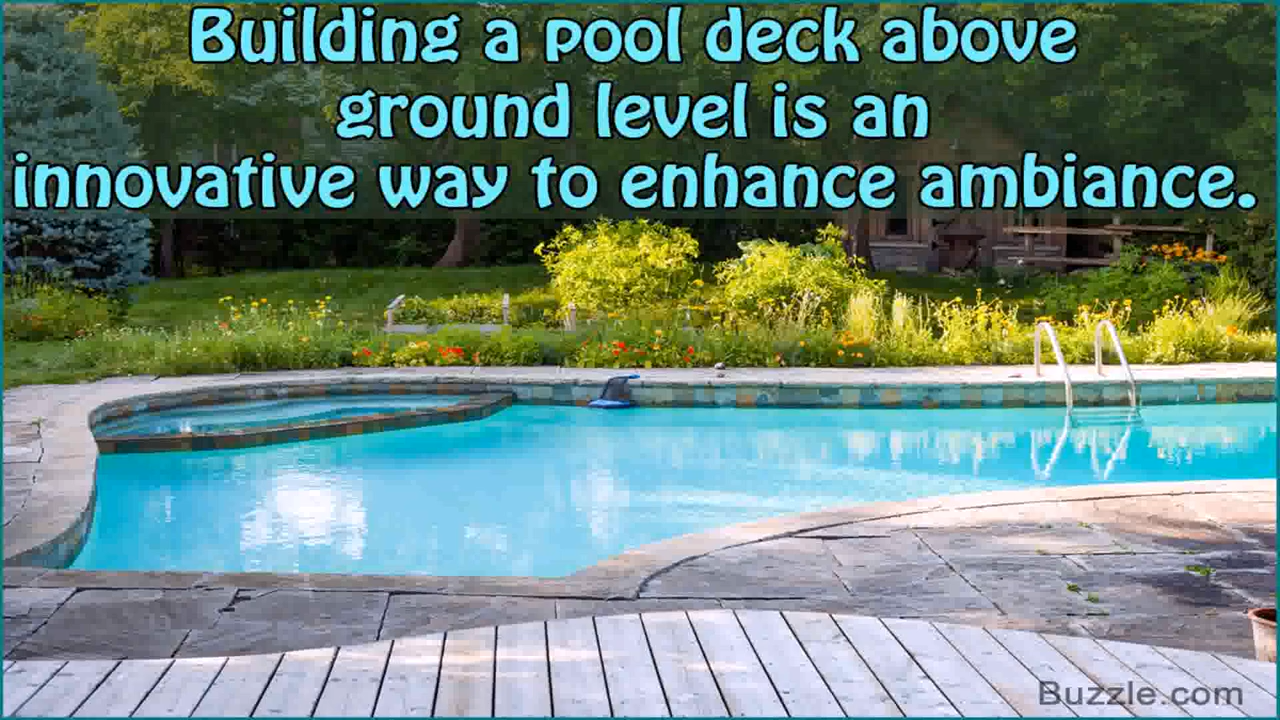 Building a pool deck above
ground level is an
innovative way to enhance ambiance.
Buzzle.com